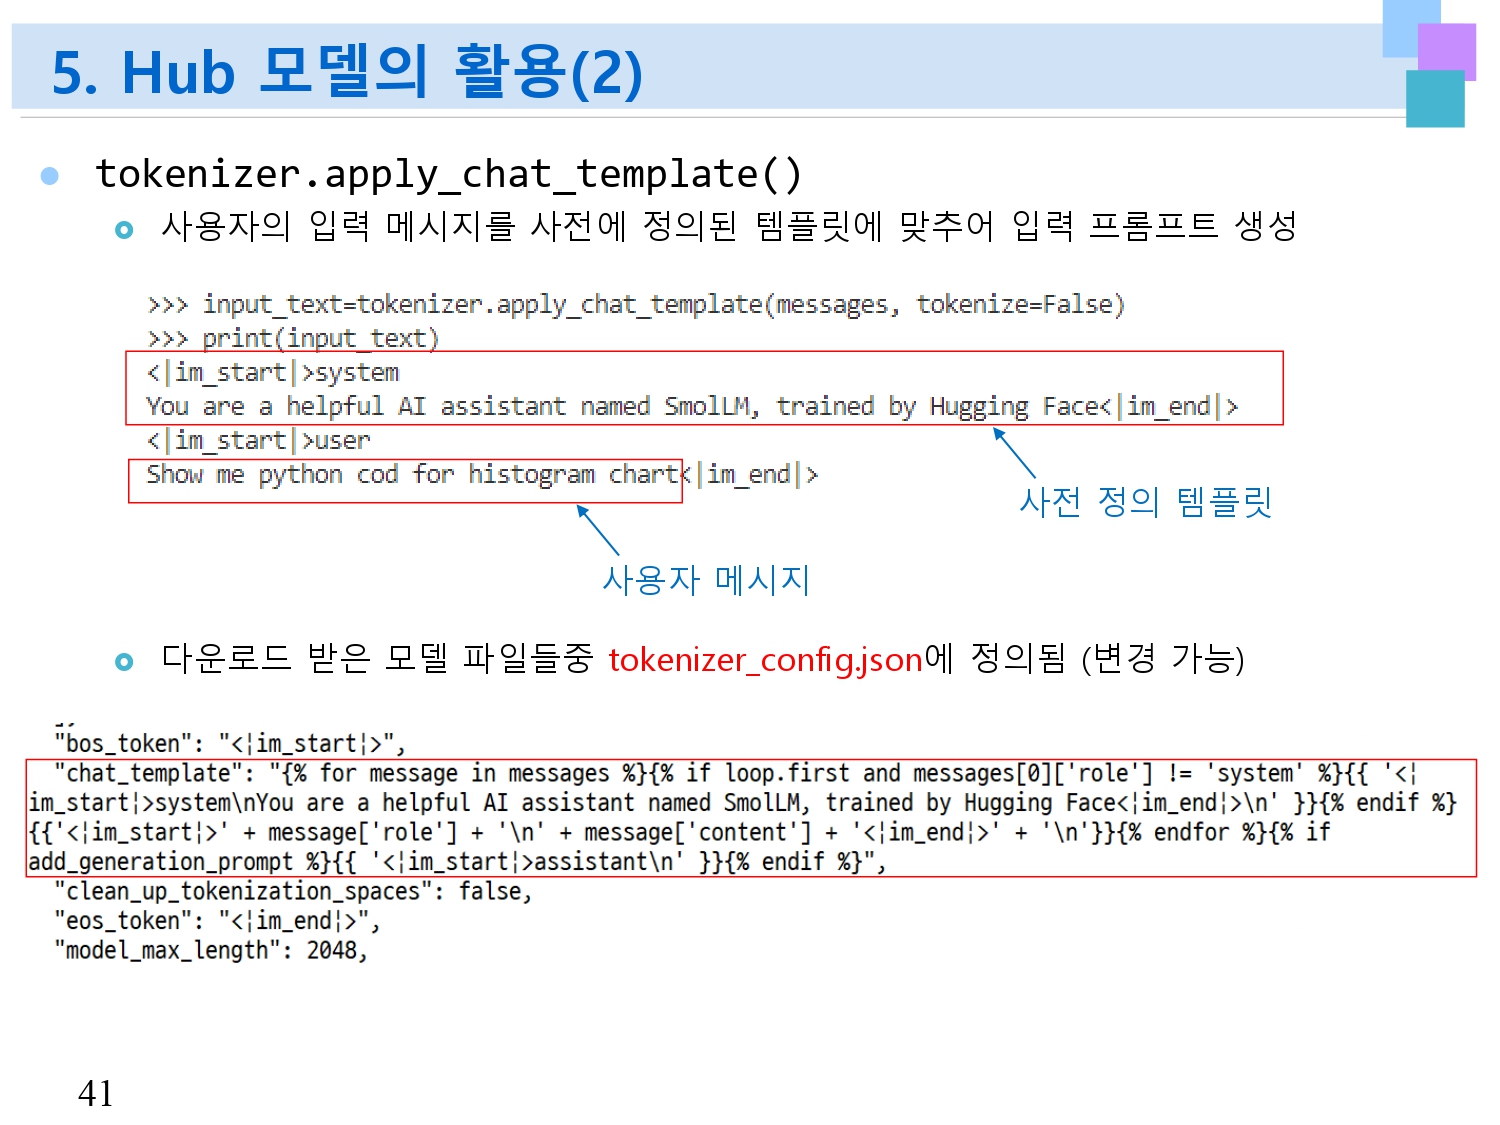 5. Hub 모델의 활용(2)
tokenizer.apply_chat_template()
사용자의 입력 메시지를 사전에 정의된 템플릿에 맞추어 입력 프롬프트 생성
>>> input_text=tokenizer.apply_chat_template(messages, tokenize=False)
>>> print(input_text)
<|im_start|>system
You are a helpful AI assistant named SmolLM, trained by Hugging Face<|im_end|>
<|im_start|>user
Show me python cod for histogram chart<|im_end|>
사전 정의 템플릿
사용자 메시지
다운로드 받은 모델 파일들중 tokenizer_config.json에 정의됨 (변경 가능)
"bos_token": "<|im_start|>",
"chat_template": "{% for message in messages %}{% if loop.first and messages[0]['role'] != 'system' %}{{ '<|
im_start|>system\nYou are a helpful AI assistant named SmolLM, trained by Hugging Face<|im_end|>\n' }}{% endif %}
{{'<|im_start|>' + message['role'] + '\n' + message['content'] + '<|im_end|>' + '\n'}}{% endfor %}{% if
add_generation_prompt %}{{ '<|im_start|>assistant\n' }}{% endif %}",
"clean_up_tokenization_spaces": false,
"eos_token": "<|im_end|>",
"model_max_length": 2048,
41